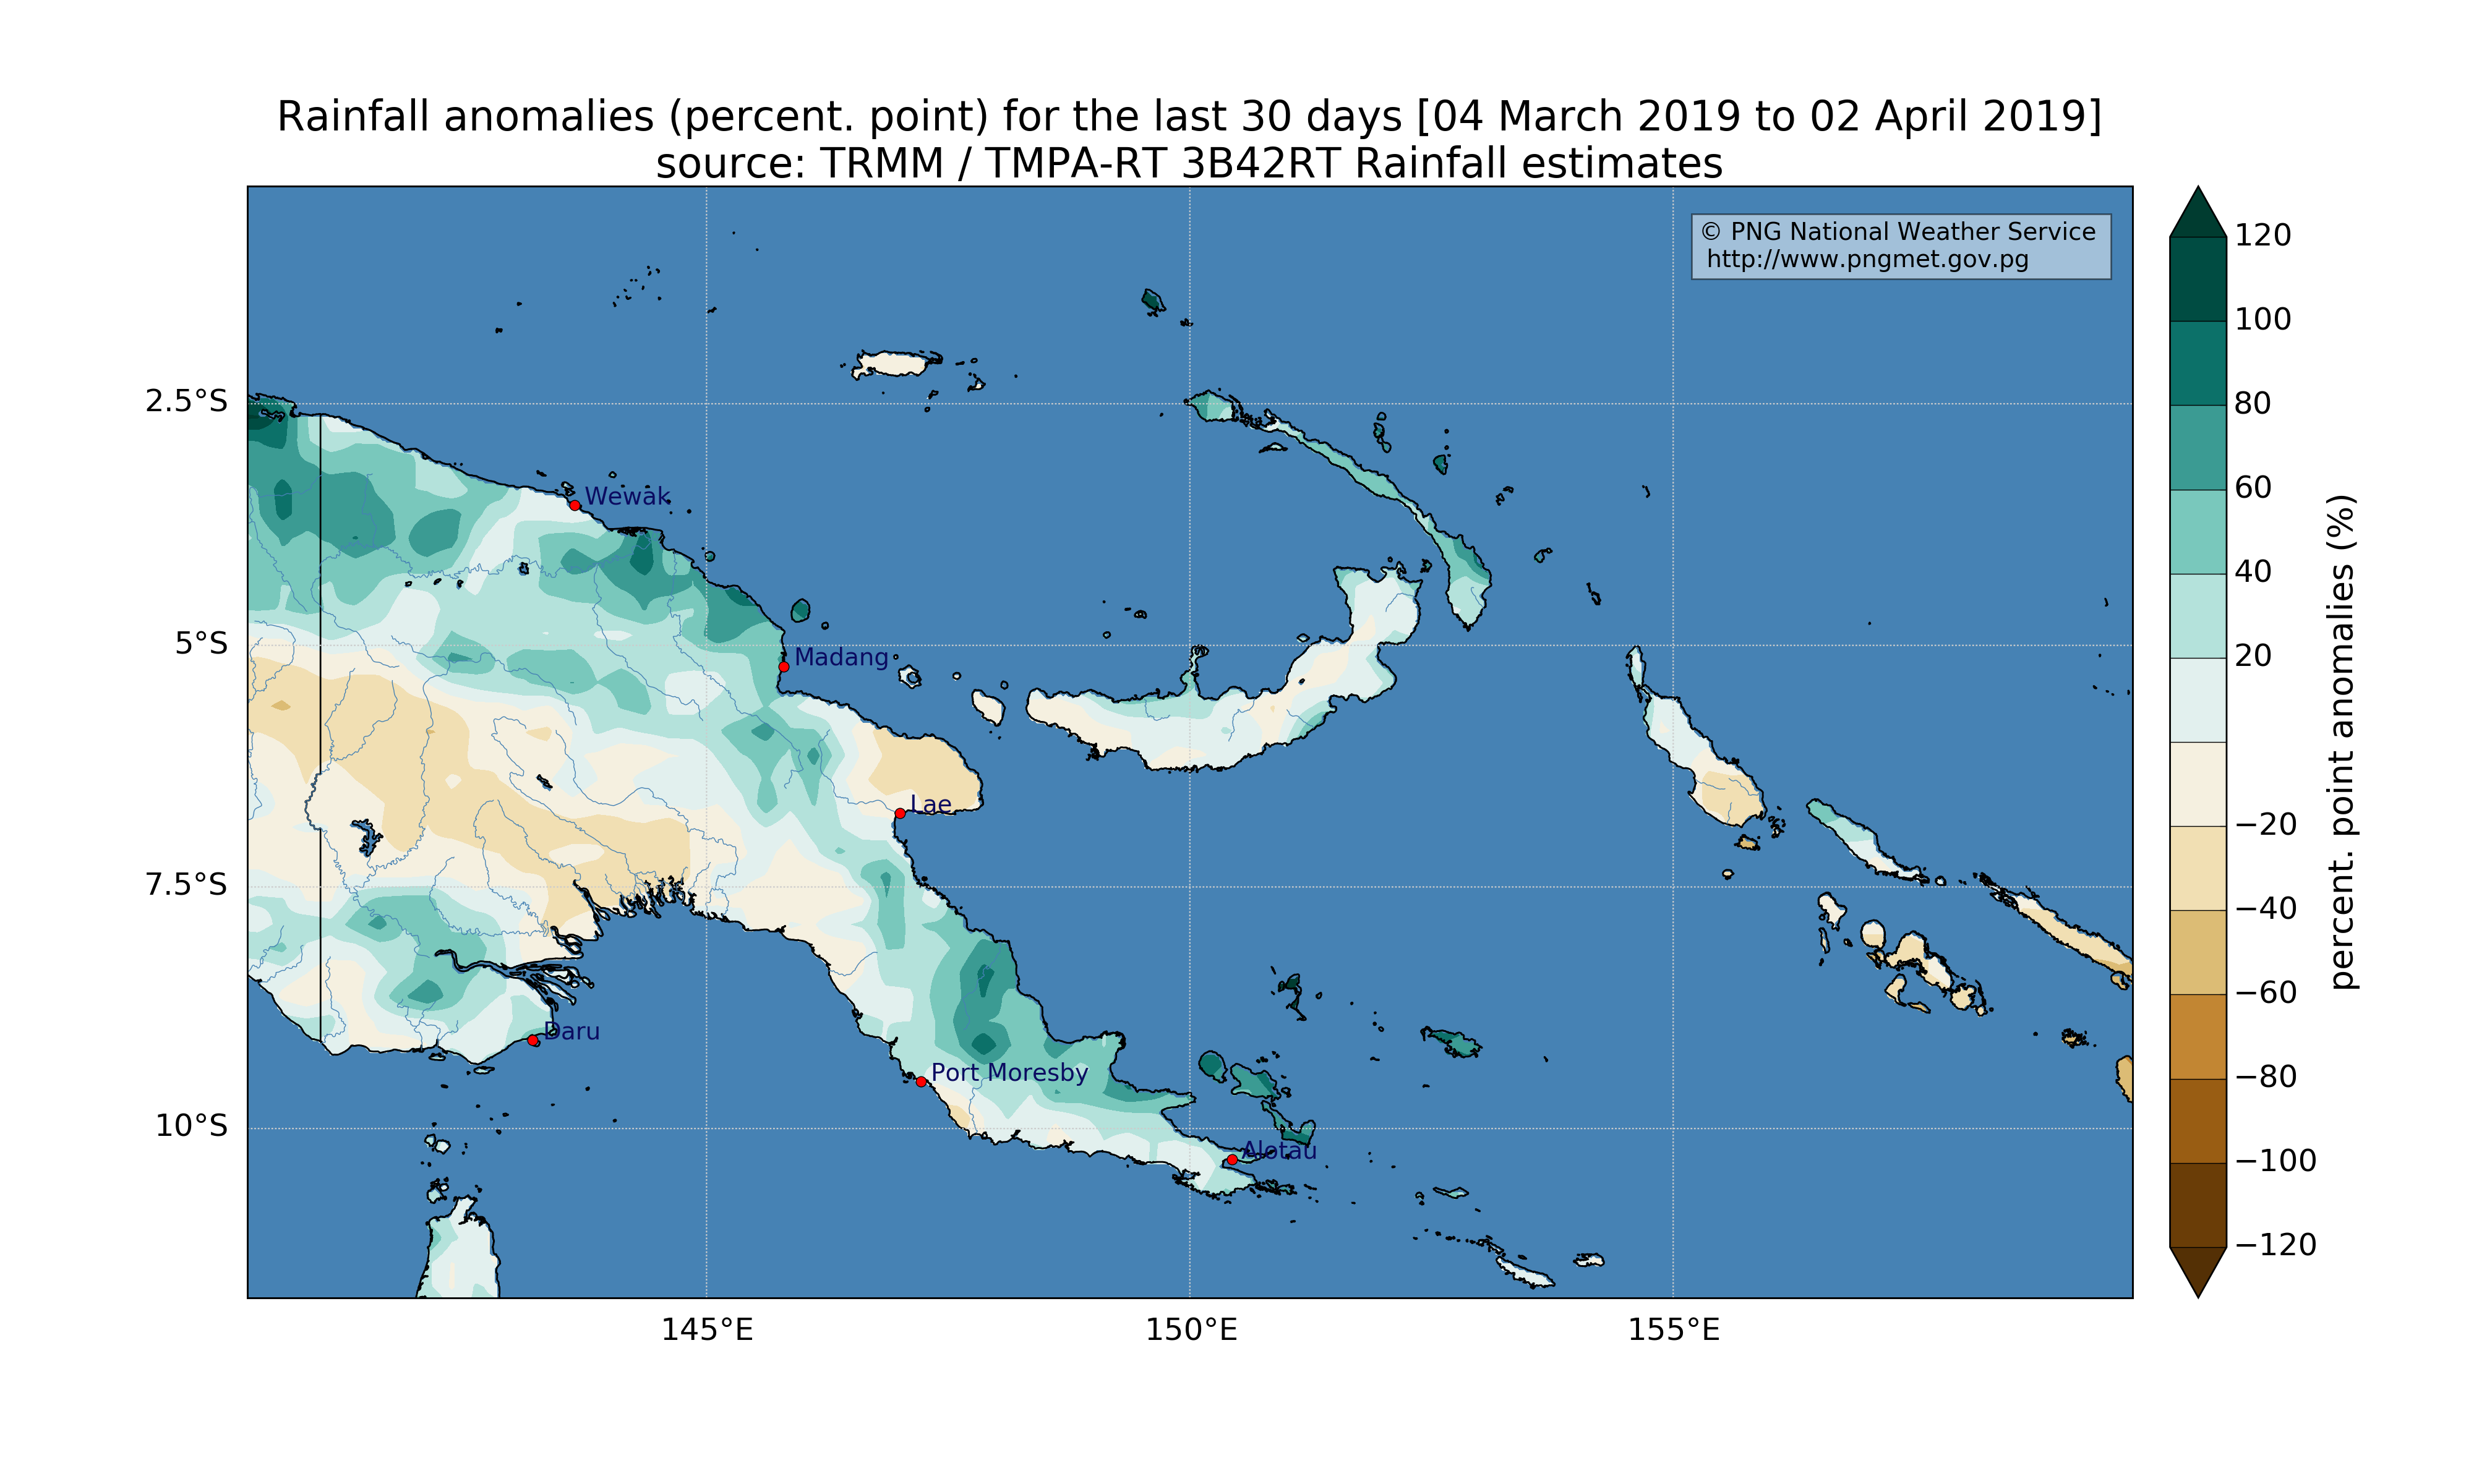 Rainfall anomalies (percent. point) for the last 30 days [04 March 2019 to 02 April 2019]
source: TRMM / TMPA-RT 3B42RT Rainfall estimates
© PNG National Weather Service
http://www.pngmet.gov.pg
2.5°S
5°S
7.5°S
10°S
Wewak
Madang
Lae
Daru
Port Moresby
Alotau
145°E
150°E
155°E
120
100
80
60
40
20
−20
−40
−60
−80
−100
−120
percent. point anomalies (%)